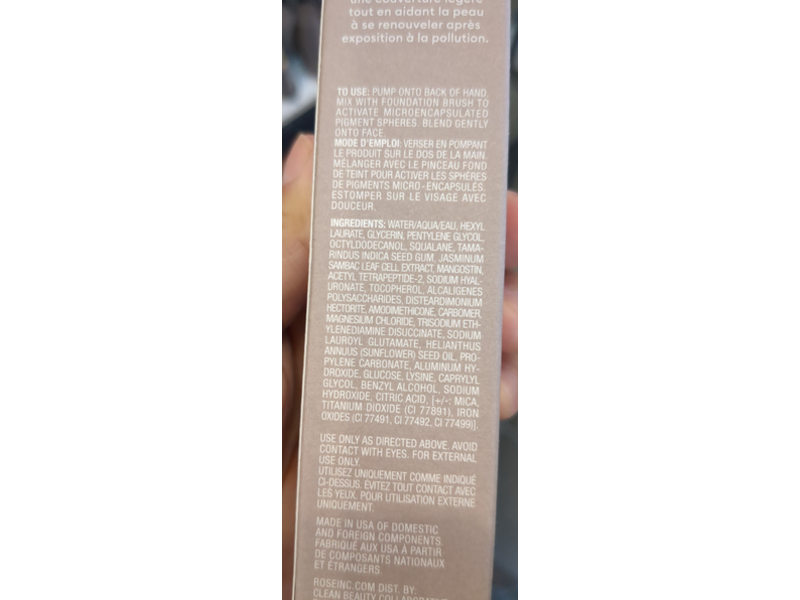 une couverture légère
tout en aidant la peau
à se renouveler après
exposition à la pollution.
TO USE: PUMP ONTO BACK OF HAND.
MIX WITH FOUNDATION BRUSH TO
ACTIVATE MICROENCAPSULATED
PIGMENT SPHERES. BLEND GENTLY
ONTO FACE.
MODE D'EMPLOI: VERSER EN POMPANT
LE PRODUIT SUR LE DOS DE LA MAIN.
MÉLANGER AVEC LE PINCEAU FOND
DE TEINT POUR ACTIVER LES SPHÈRES
DE PIGMENTS MICRO-ENCAPSULÉS.
ESTOMPER SUR LE VISAGE AVEC
DOUCEUR.
INGREDIENTS: WATER/AQUA/EAU, HEXYL
LAURATE, GLYCERIN, PENTYLENE GLYCOL,
OCTYLDODECANOL, SQUALANE, TAMA-
RINDUS INDICA SEED GUM, JASMINUM
SAMBAC LEAF CELL EXTRACT, MANGOSTIN,
ACETYL TETRAPEPTIDE-2, SODIUM HYAL-
URONATE, TOCOPHEROL, ALCALIGENES
POLYSACCHARIDES, DISTEARDIMONIUM
HECTORITE, AMODIMETHICONE, CARBOMER,
MAGNESIUM CHLORIDE, TRISODIUM ETH-
YLENEDIAMINE DISUCCINATE, SODIUM
LAUROYL GLUTAMATE, HELIANTHUS
ANNUUS (SUNFLOWER) SEED OIL, PRO-
PYLENE CARBONATE, ALUMINUM HY-
DROXIDE, GLUCOSE, LYSINE, CAPRYLYL
GLYCOL, BENZYL ALCOHOL, SODIUM
HYDROXIDE, CITRIC ACID, [+/-: MICA,
TITANIUM DIOXIDE (CI 77891), IRON
OXIDES (CI 77491, CI 77492, CI 77499)].
USE ONLY AS DIRECTED ABOVE. AVOID
CONTACT WITH EYES. FOR EXTERNAL
USE ONLY.
UTILISEZ UNIQUEMENT COMME INDIQUÉ
CI-DESSUS. ÉVITEZ TOUT CONTACT AVEC
LES YEUX. POUR UTILISATION EXTERNE
UNIQUEMENT.
MADE IN USA OF DOMESTIC
AND FOREIGN COMPONENTS.
FABRIQUÉ AUX USA À PARTIR
DE COMPOSANTS NATIONAUX
ET ÉTRANGERS.
ROSEINC.COM DIST. BY:
CLEAN BEAUTY COLLABORATIVE